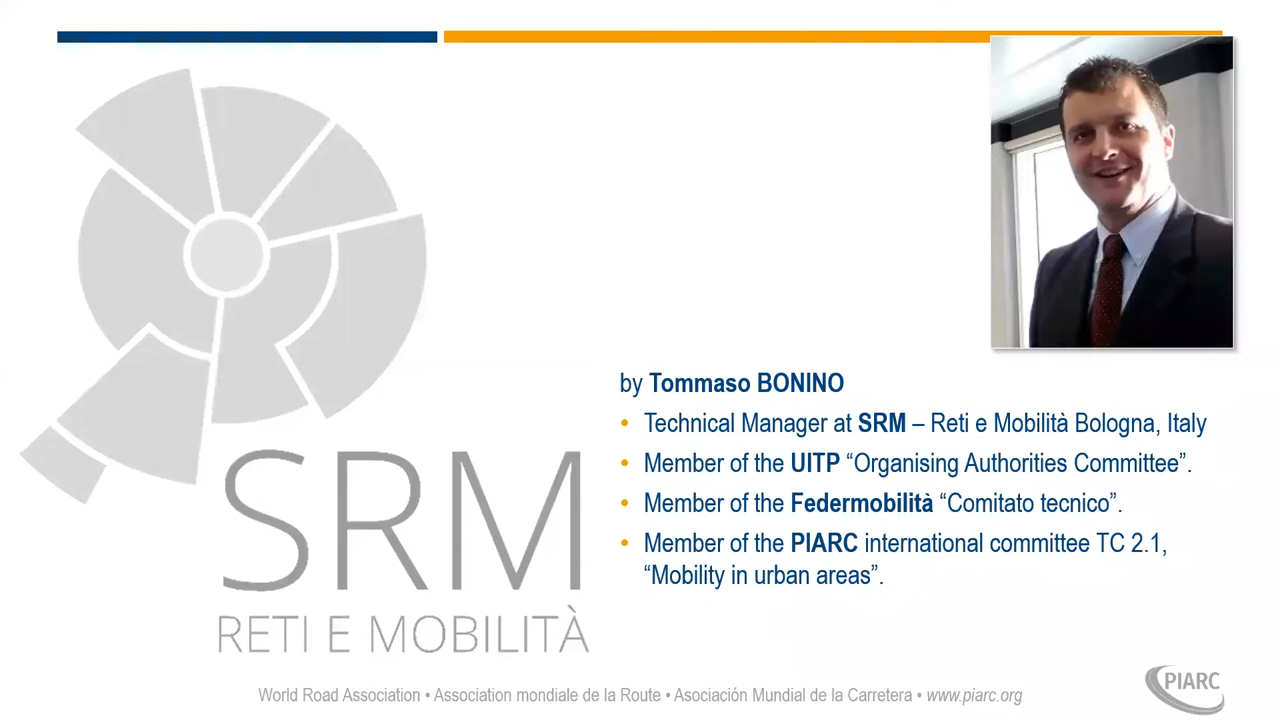 by Tommaso BONINO
• Technical Manager at SRM – Reti e Mobilità Bologna, Italy
• Member of the UITP “Organising Authorities Committee”.
• Member of the Federmobilità “Comitato tecnico”.
• Member of the PIARC international committee TC 2.1,
“Mobility in urban areas”.
SRM
RETI E MOBILITÀ
World Road Association • Association mondiale de la Route • Asociación Mundial de la Carretera • www.piarc.org
PIARC